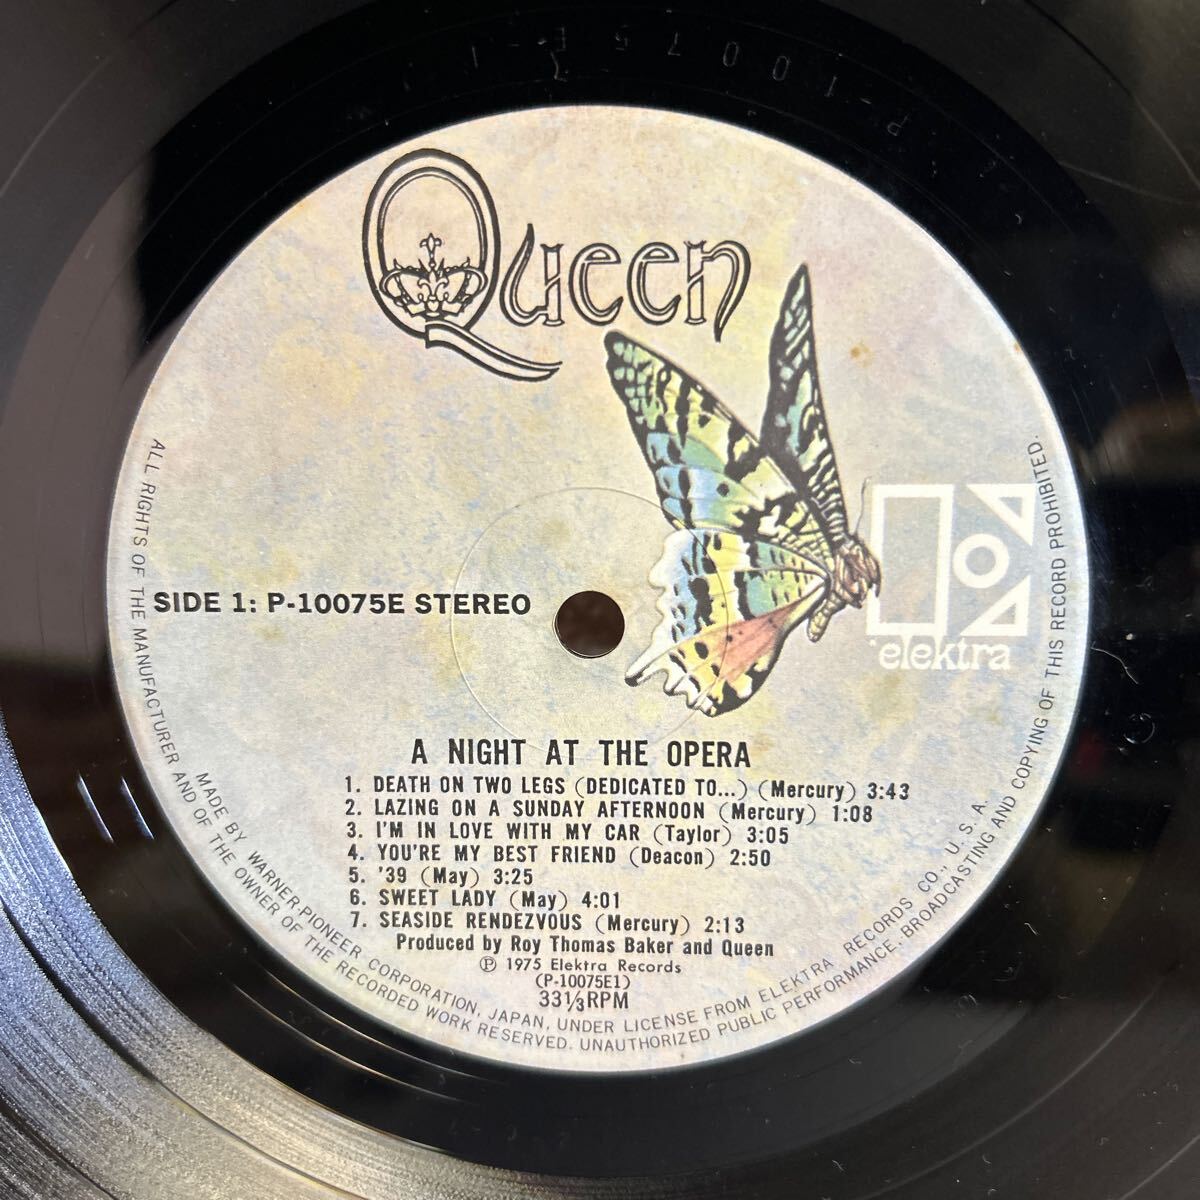 P-10075E-1
Queen
elektra
SIDE 1: P-10075E STEREO
A NIGHT AT THE OPERA
1. DEATH ON TWO LEGS (DEDICATED TO...) (Mercury) 3:43
2. LAZING ON A SUNDAY AFTERNOON (Mercury) 1:08
3. I'M IN LOVE WITH MY CAR (Taylor) 3:05
4. YOU'RE MY BEST FRIEND (Deacon) 2:50
5. '39 (May) 3:25
6. SWEET LADY (May) 4:01
7. SEASIDE RENDEZVOUS (Mercury) 2:13
Produced by Roy Thomas Baker and Queen
Ⓟ 1975 Elektra Records
(P-10075E1)
33 1/3 RPM
MADE BY WARNER-PIONEER CORPORATION, JAPAN, UNDER LICENSE FROM ELEKTRA RECORDS CO., U.S.A.
ALL RIGHTS OF THE MANUFACTURER AND OF THE OWNER OF THE RECORDED WORK RESERVED. UNAUTHORIZED PUBLIC PERFORMANCE, BROADCASTING AND COPYING OF THIS RECORD PROHIBITED.